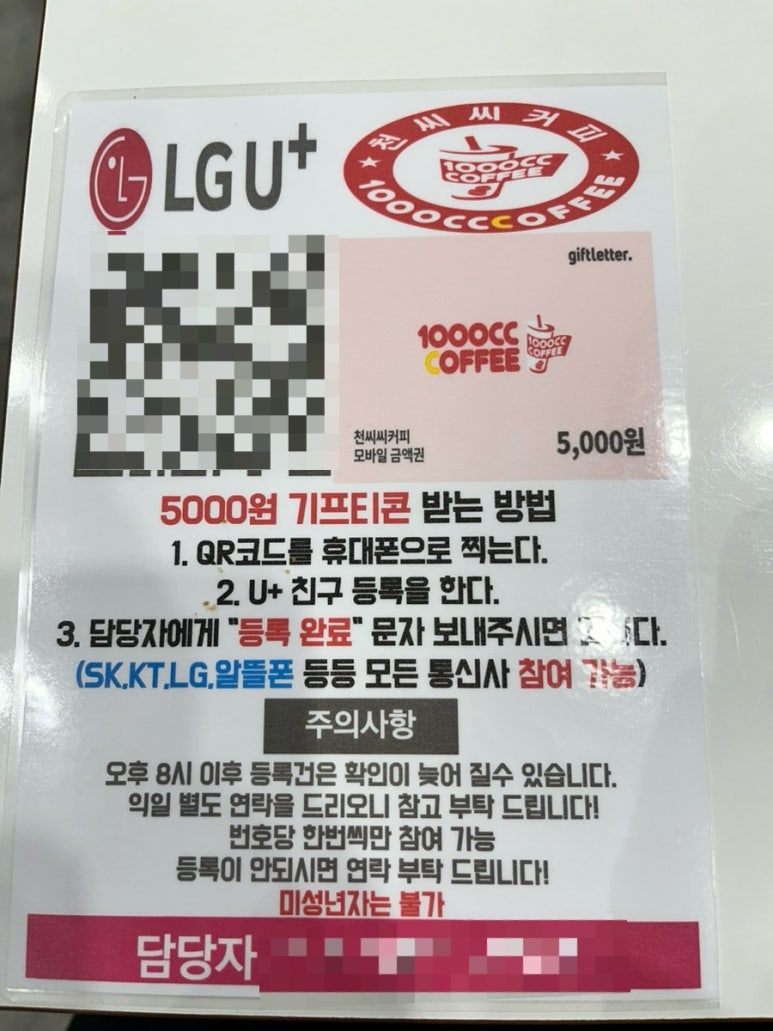 LG U+
천씨씨커피
1000CC COFFEE
1000CCCOFFEE
giftletter.
1000CC
COFFEE
1000CC
COFFEE
천씨씨커피
모바일 금액권
5,000원
5000원 기프티콘 받는 방법
1. QR코드를 휴대폰으로 찍는다.
2. U+ 친구 등록을 한다.
3. 담당자에게 "등록 완료" 문자 보내주시면
(SK,KT,LG,알뜰폰 등등 모든 통신사 참여 가능)
주의사항
오후 8시 이후 등록건은 확인이 늦어 질수 있습니다.
익일 별도 연락을 드리오니 참고 부탁 드립니다!
번호당 한번씩만 참여 가능
등록이 안되시면 연락 부탁 드립니다!
미성년자는 불가
담당자